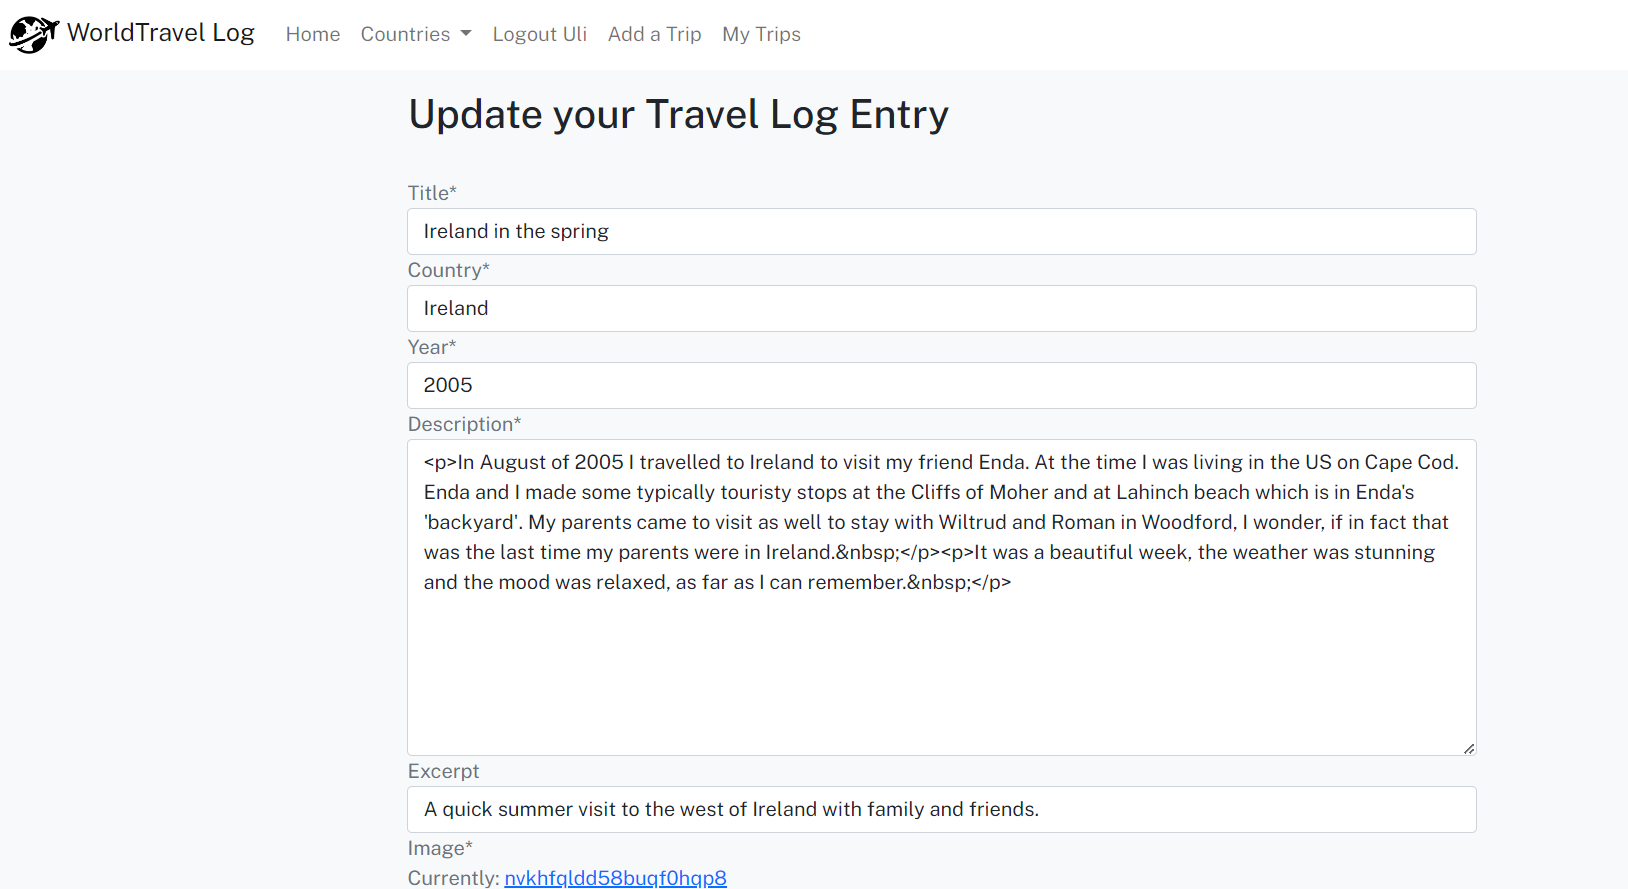 WorldTravel Log Home Countries Logout Uli Add a Trip My Trips
Update your Travel Log Entry
Title*
Ireland in the spring
Country*
Ireland
Year*
2005
Description*
<p>In August of 2005 I travelled to Ireland to visit my friend Enda. At the time I was living in the US on Cape Cod.
Enda and I made some typically touristy stops at the Cliffs of Moher and at Lahinch beach which is in Enda's
'backyard'. My parents came to visit as well to stay with Wiltrud and Roman in Woodford, I wonder, if in fact that
was the last time my parents were in Ireland.&nbsp;</p><p>It was a beautiful week, the weather was stunning
and the mood was relaxed, as far as I can remember.&nbsp;</p>
Excerpt
A quick summer visit to the west of Ireland with family and friends.
Image*
Currently: nvkhfqldd58buqf0hqp8